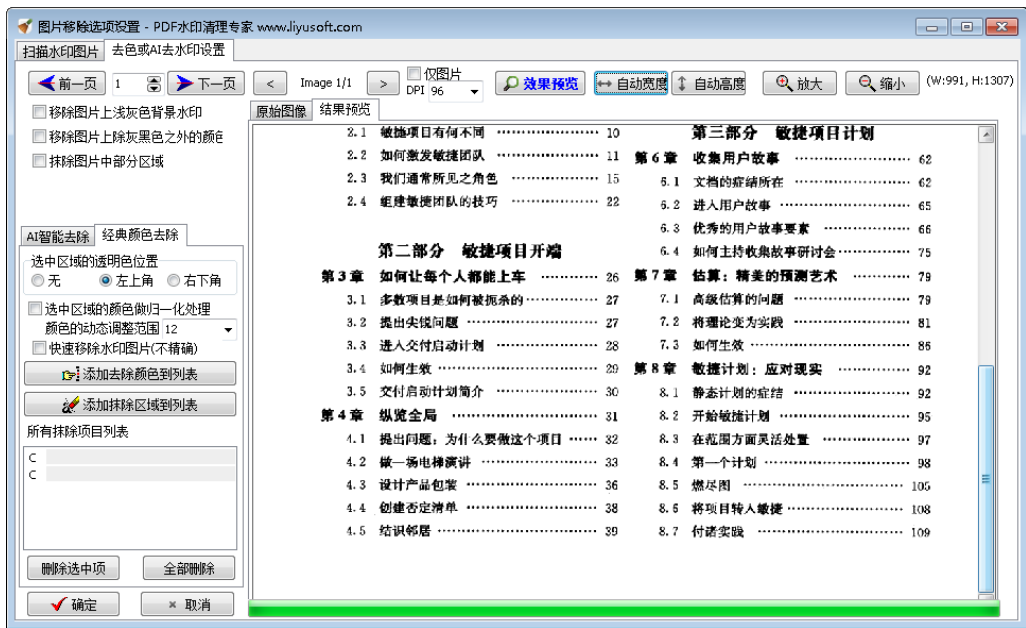 图片移除选项设置 - PDF水印清理专家 www.liyusoft.com
扫描水印图片 去色或AI去水印设置
前一页 1 下一页 < Image 1/1 > 仅图片 DPI 96 效果预览 自动宽度 自动高度 放大 缩小 (W:991, H:1307)
移除图片上浅灰色背景水印
移除图片上除灰黑色之外的颜色
抹除图片中部分区域
AI智能去除 经典颜色去除
选中区域的透明色位置
无 左上角 右下角
选中区域的颜色做归一化处理
颜色的动态调整范围 12
快速移除水印图片(不精确)
添加去除颜色到列表
添加抹除区域到列表
所有抹除项目列表
C
C
删除选中项 全部删除
确定 × 取消
原始图像 结果预览
2.1 敏捷项目有何不同 ………………… 10
2.2 如何激发敏捷团队 ………………… 11
2.3 我们通常所见之角色 ……………… 15
2.4 组建敏捷团队的技巧 ……………… 22
第二部分 敏捷项目开端
第3章 如何让每个人都能上车 ………… 26
3.1 多数项目是如何被扼杀的 ………… 27
3.2 提出尖锐问题 ……………………… 27
3.3 进入交付启动计划 ………………… 28
3.4 如何生效 …………………………… 29
3.5 交付启动计划简介 ………………… 30
第4章 纵览全局 ………………………… 31
4.1 提出问题：为什么要做这个项目 …… 32
4.2 做一场电梯演讲 …………………… 33
4.3 设计产品包装 ……………………… 36
4.4 创建否定清单 ……………………… 38
4.5 结识邻居 …………………………… 39
第三部分 敏捷项目计划
第6章 收集用户故事 …………………… 62
6.1 文档的症结所在 …………………… 62
6.2 进入用户故事 ……………………… 65
6.3 优秀的用户故事要素 ……………… 66
6.4 如何主持收集故事研讨会 ………… 75
第7章 估算：精美的预测艺术 ………… 79
7.1 高级估算的问题 …………………… 79
7.2 将理论变为实践 …………………… 81
7.3 如何生效 …………………………… 86
第8章 敏捷计划：应对现实 …………… 92
8.1 静态计划的症结 …………………… 92
8.2 开始敏捷计划 ……………………… 95
8.3 在范围方面灵活处置 ……………… 97
8.4 第一个计划 ………………………… 98
8.5 燃尽图 ……………………………… 105
8.6 将项目转入敏捷 …………………… 108
8.7 付诸实践 …………………………… 109